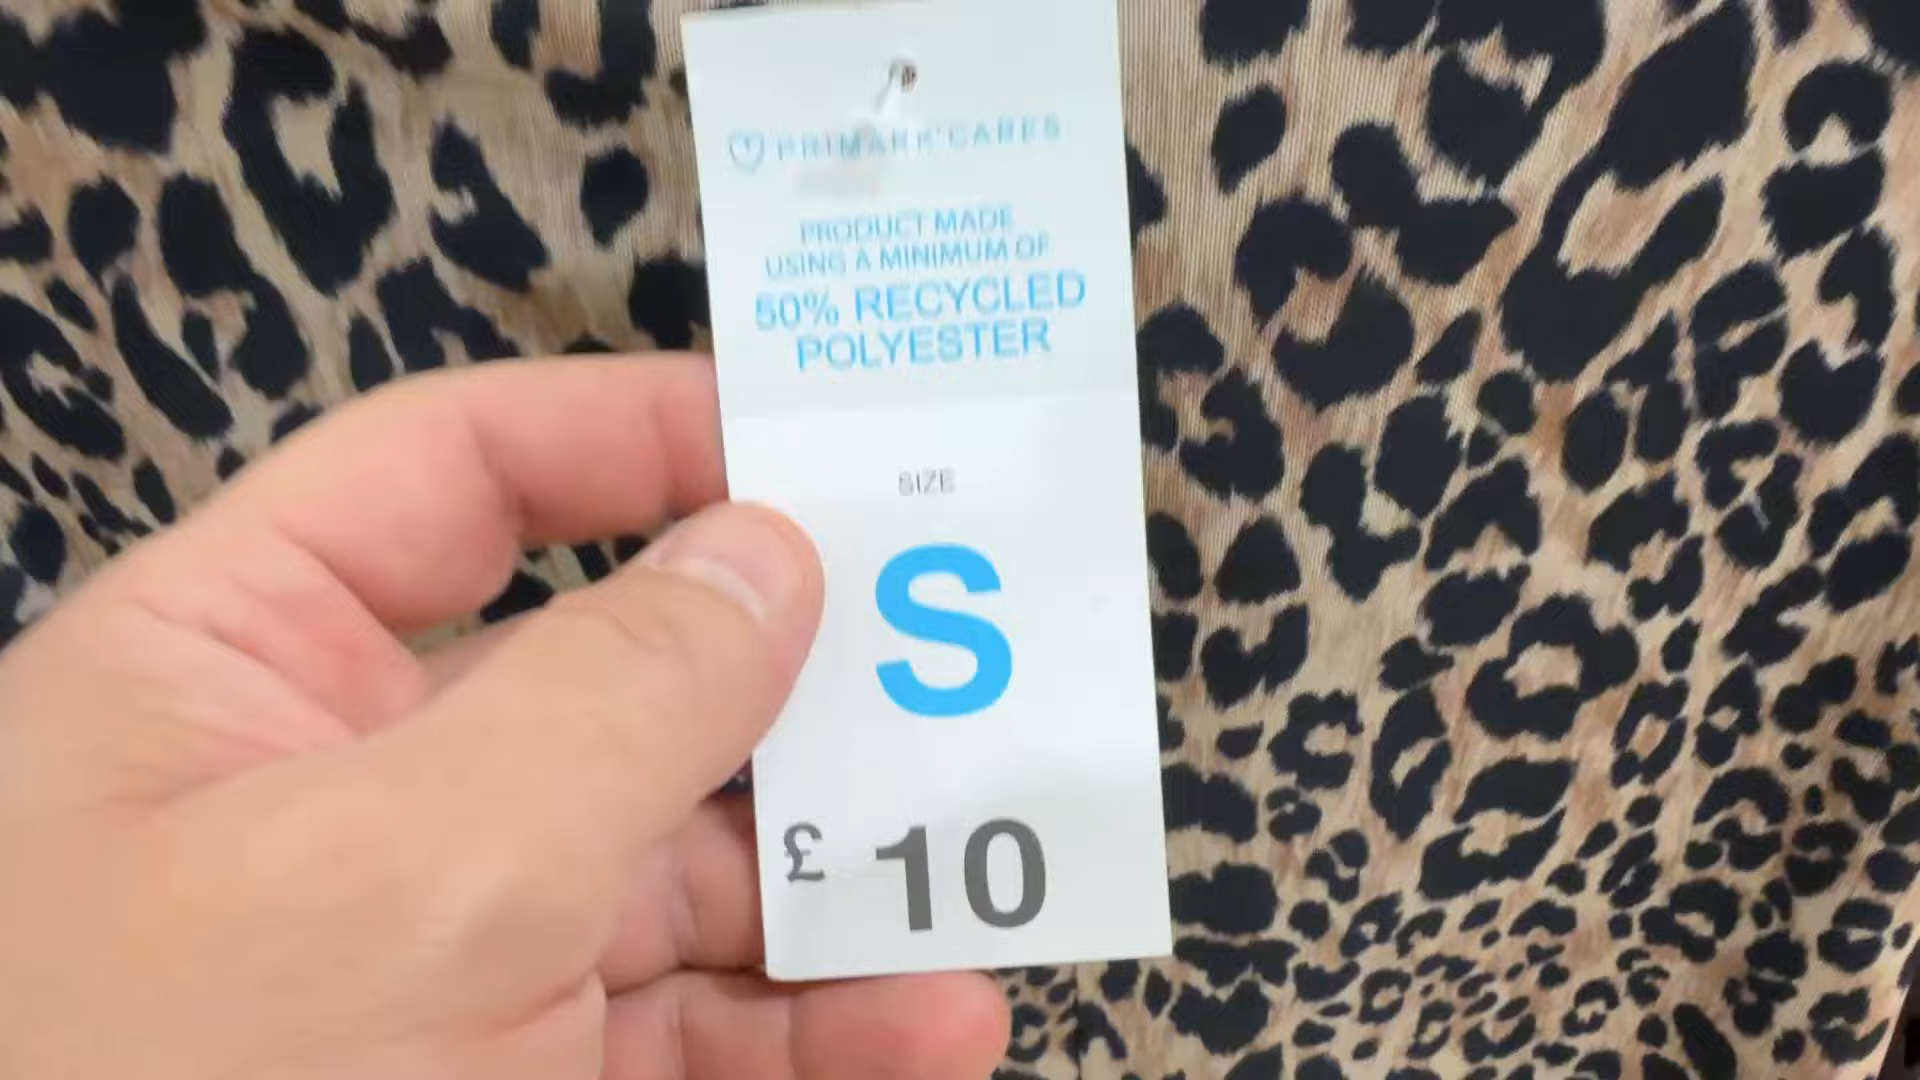 PRIMARK CARES
PRODUCT MADE
USING A MINIMUM OF
50% RECYCLED
POLYESTER
SIZE
S
£ 10